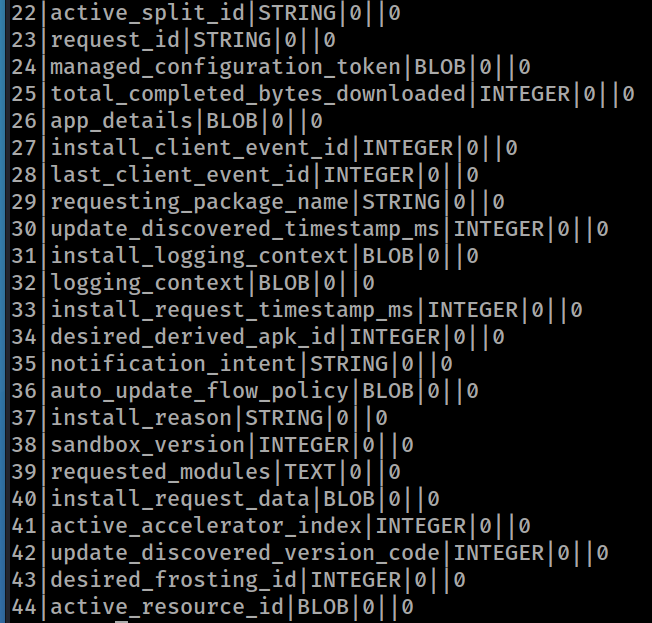 22|active_split_id|STRING|0||0
23|request_id|STRING|0||0
24|managed_configuration_token|BLOB|0||0
25|total_completed_bytes_downloaded|INTEGER|0||0
26|app_details|BLOB|0||0
27|install_client_event_id|INTEGER|0||0
28|last_client_event_id|INTEGER|0||0
29|requesting_package_name|STRING|0||0
30|update_discovered_timestamp_ms|INTEGER|0||0
31|install_logging_context|BLOB|0||0
32|logging_context|BLOB|0||0
33|install_request_timestamp_ms|INTEGER|0||0
34|desired_derived_apk_id|INTEGER|0||0
35|notification_intent|STRING|0||0
36|auto_update_flow_policy|BLOB|0||0
37|install_reason|STRING|0||0
38|sandbox_version|INTEGER|0||0
39|requested_modules|TEXT|0||0
40|install_request_data|BLOB|0||0
41|active_accelerator_index|INTEGER|0||0
42|update_discovered_version_code|INTEGER|0||0
43|desired_frosting_id|INTEGER|0||0
44|active_resource_id|BLOB|0||0